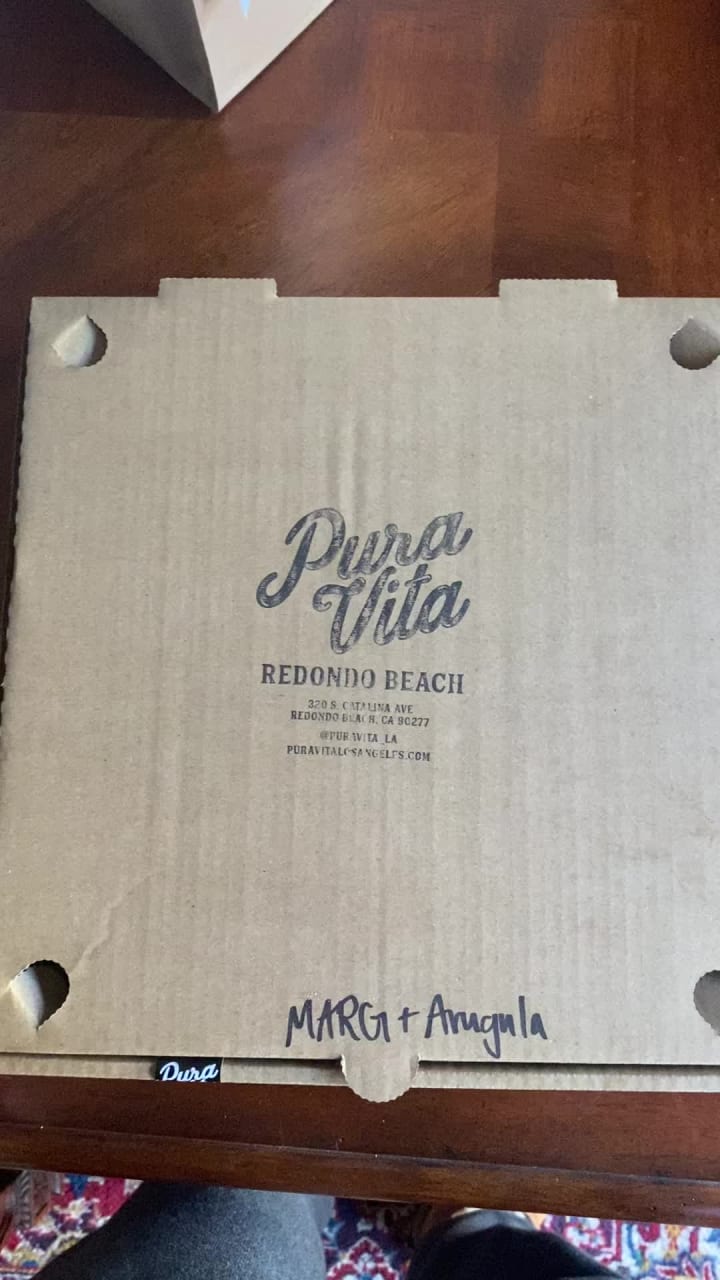 Pura
Vita
REDONDO BEACH
320 S. CATALINA AVE
REDONDO BEACH, CA 90277
@PURAVITA_LA
PURAVITALOSANGELES.COM
MARG + Arugula
Pura